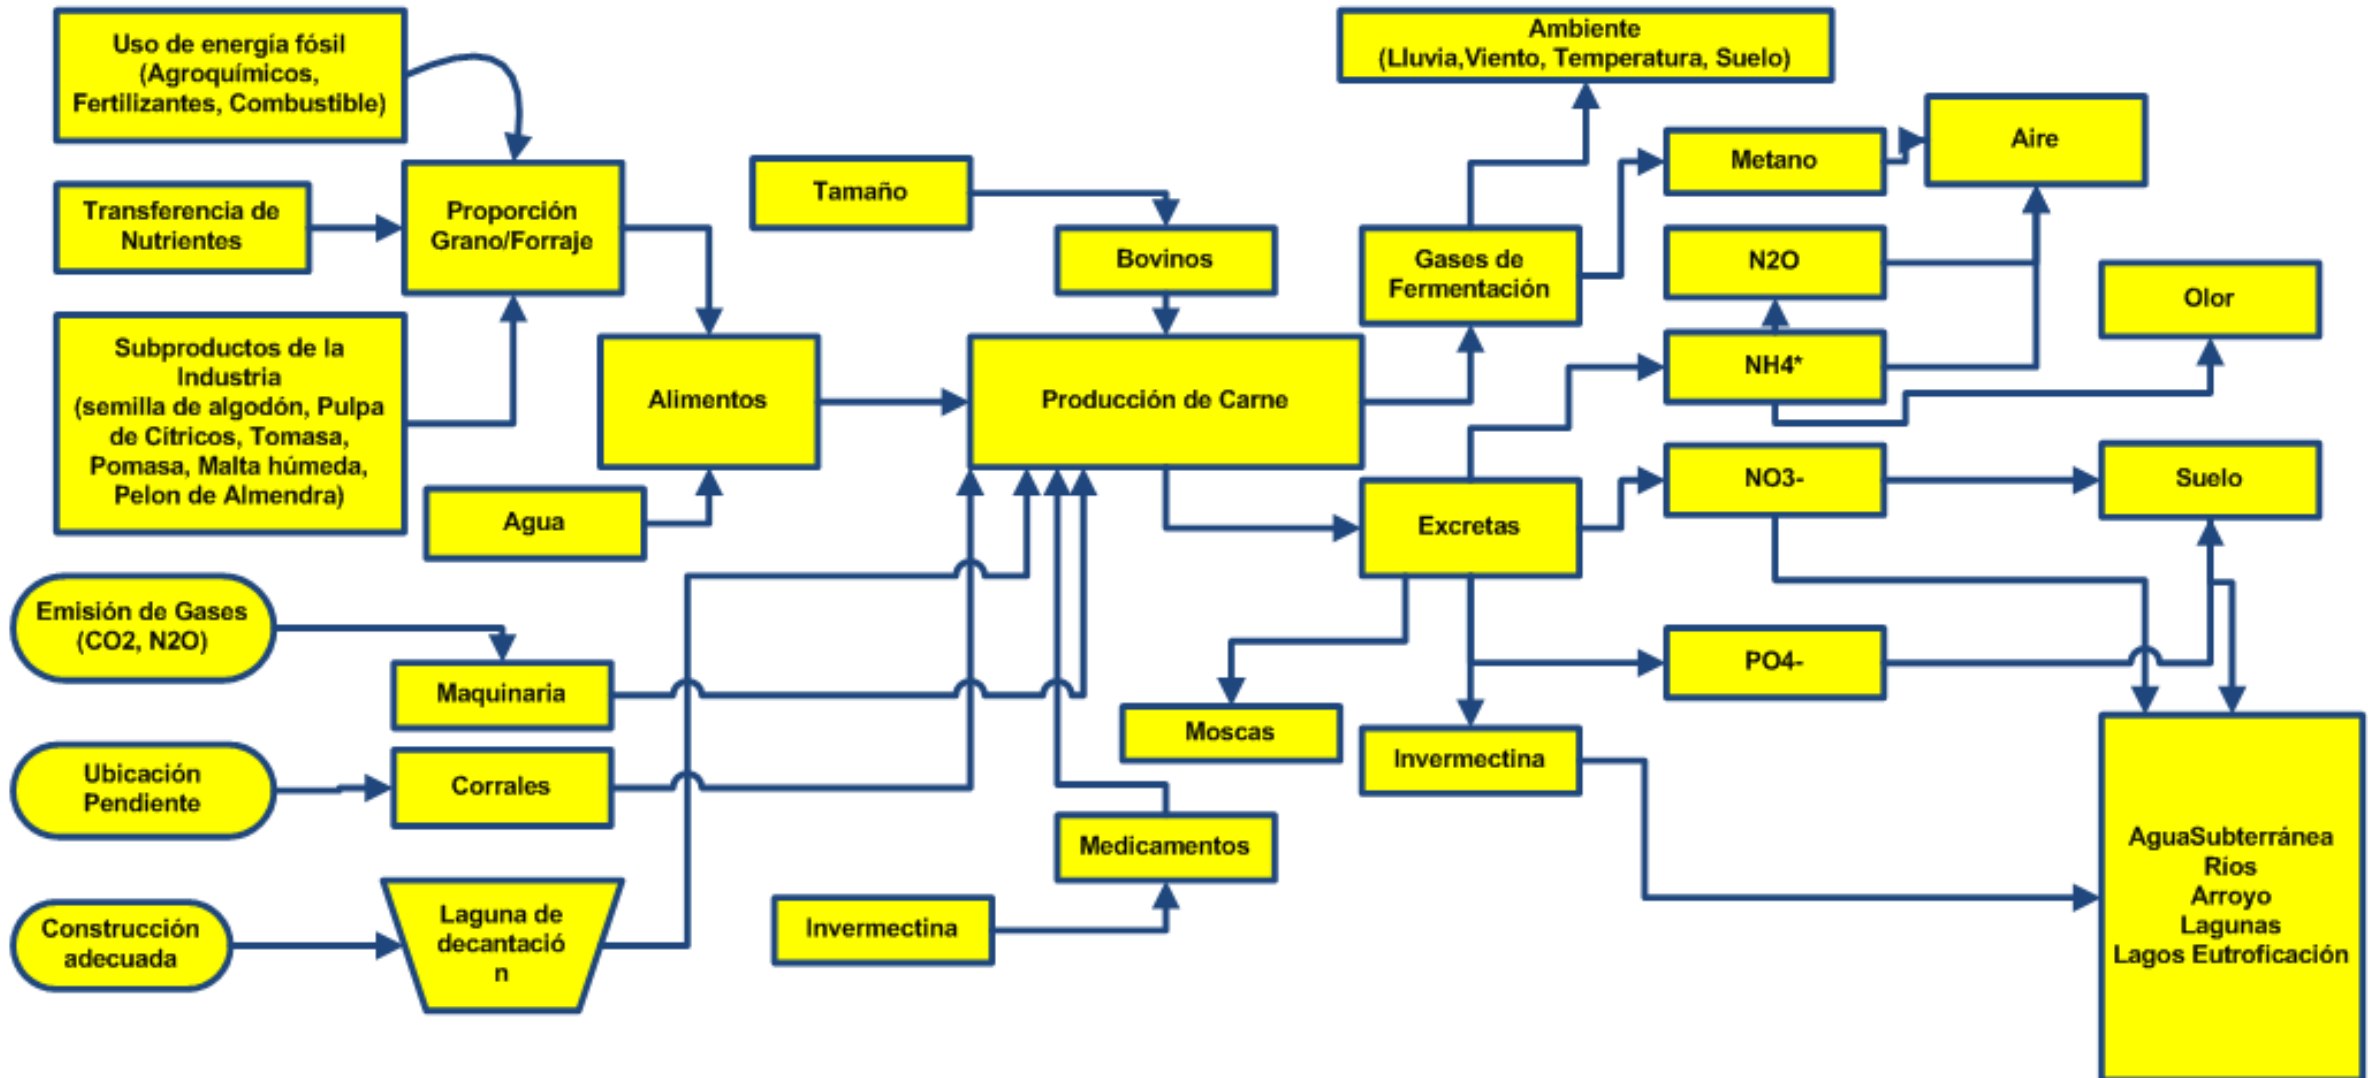 Uso de energía fósil
(Agroquímicos,
Fertilizantes, Combustible)
Ambiente
(Lluvia,Viento, Temperatura, Suelo)
Transferencia de
Nutrientes
Proporción
Grano/Forraje
Tamaño
Bovinos
Gases de
Fermentación
Metano
Aire
N2O
Olor
Subproductos de la
Industria
(semilla de algodón, Pulpa
de Cítricos, Tomasa,
Pomasa, Malta húmeda,
Pelon de Almendra)
Alimentos
Producción de Carne
NH4*
Agua
Excretas
NO3-
Suelo
Emisión de Gases
(CO2, N2O)
Maquinaria
PO4-
Moscas
Invermectina
Ubicación
Pendiente
Corrales
Medicamentos
Construcción
adecuada
Laguna de
decantació
n
Invermectina
AguaSubterránea
Ríos
Arroyo
Lagunas
Lagos Eutroficación